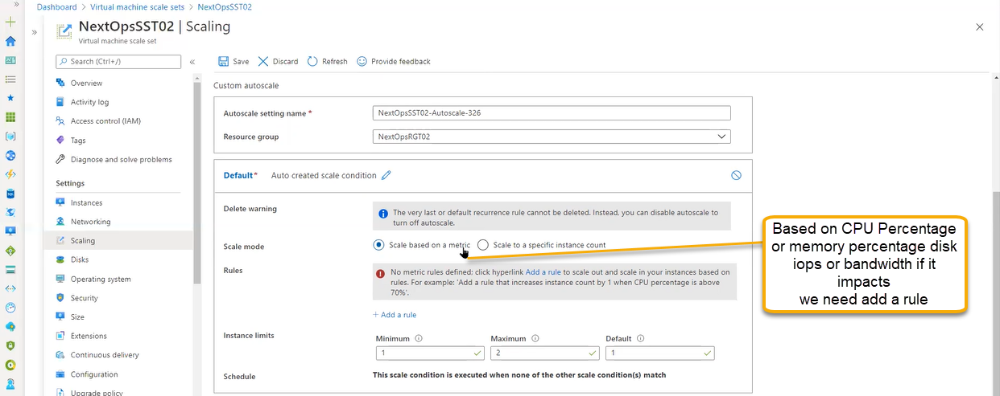 Dashboard > Virtual machine scale sets > NextOpsSST02
NextOpsSST02 | Scaling
Virtual machine scale set
Search (Ctrl+/)
Save Discard Refresh Provide feedback
Overview
Activity log
Access control (IAM)
Tags
Diagnose and solve problems
Settings
Instances
Networking
Scaling
Disks
Operating system
Security
Size
Extensions
Continuous delivery
Configuration
Upgrade policy
Custom autoscale
Autoscale setting name *
NextOpsSST02-Autoscale-326
Resource group
NextOpsRGT02
Default* Auto created scale condition
Delete warning
The very last or default recurrence rule cannot be deleted. Instead, you can disable autoscale to
turn off autoscale.
Scale mode
Scale based on a metric Scale to a specific instance count
Rules
No metric rules defined; click hyperlink Add a rule to scale out and scale in your instances based on
rules. For example: 'Add a rule that increases instance count by 1 when CPU percentage is above
70%'.
+ Add a rule
Instance limits
Minimum Maximum Default
1 2 1
Schedule
This scale condition is executed when none of the other scale condition(s) match
Based on CPU Percentage
or memory percentage disk
iops or bandwidth if it
impacts
we need add a rule